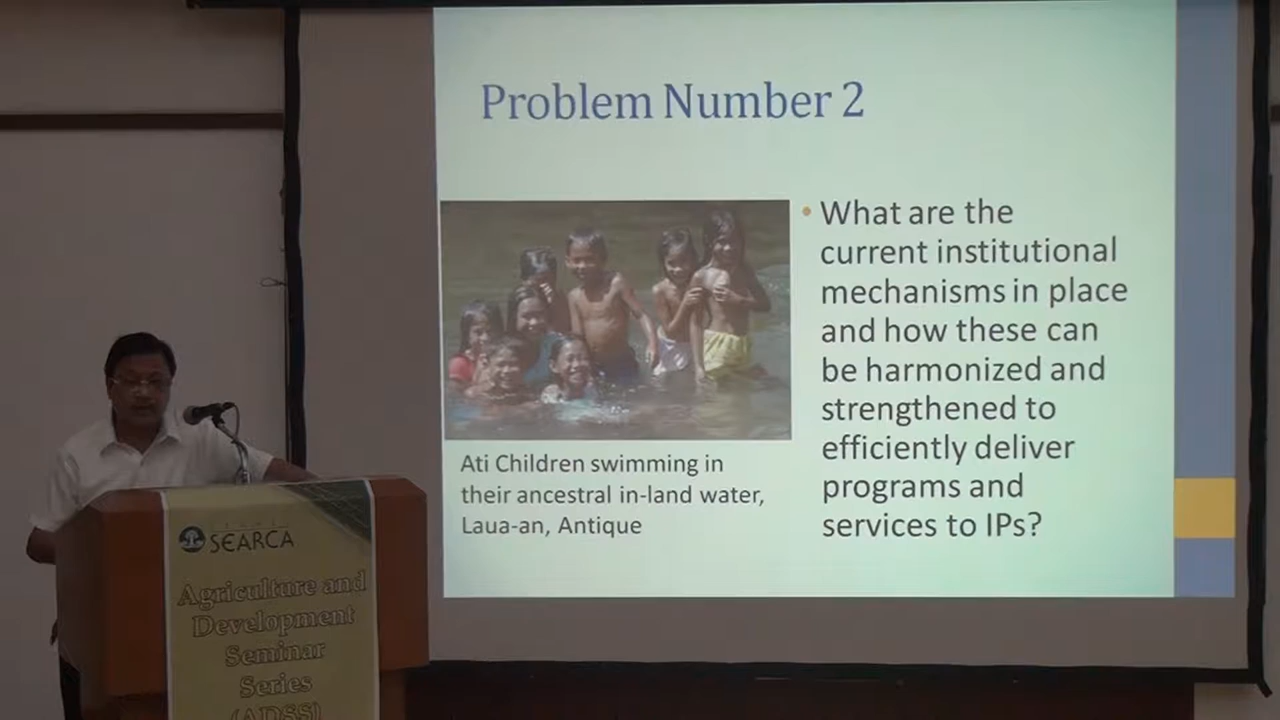 Problem Number 2
• What are the
current institutional
mechanisms in place
and how these can
be harmonized and
strengthened to
efficiently deliver
programs and
services to IPs?
Ati Children swimming in
their ancestral in-land water,
Laua-an, Antique
SEARCA
Agriculture and
Development
Seminar
Series
(ADSS)